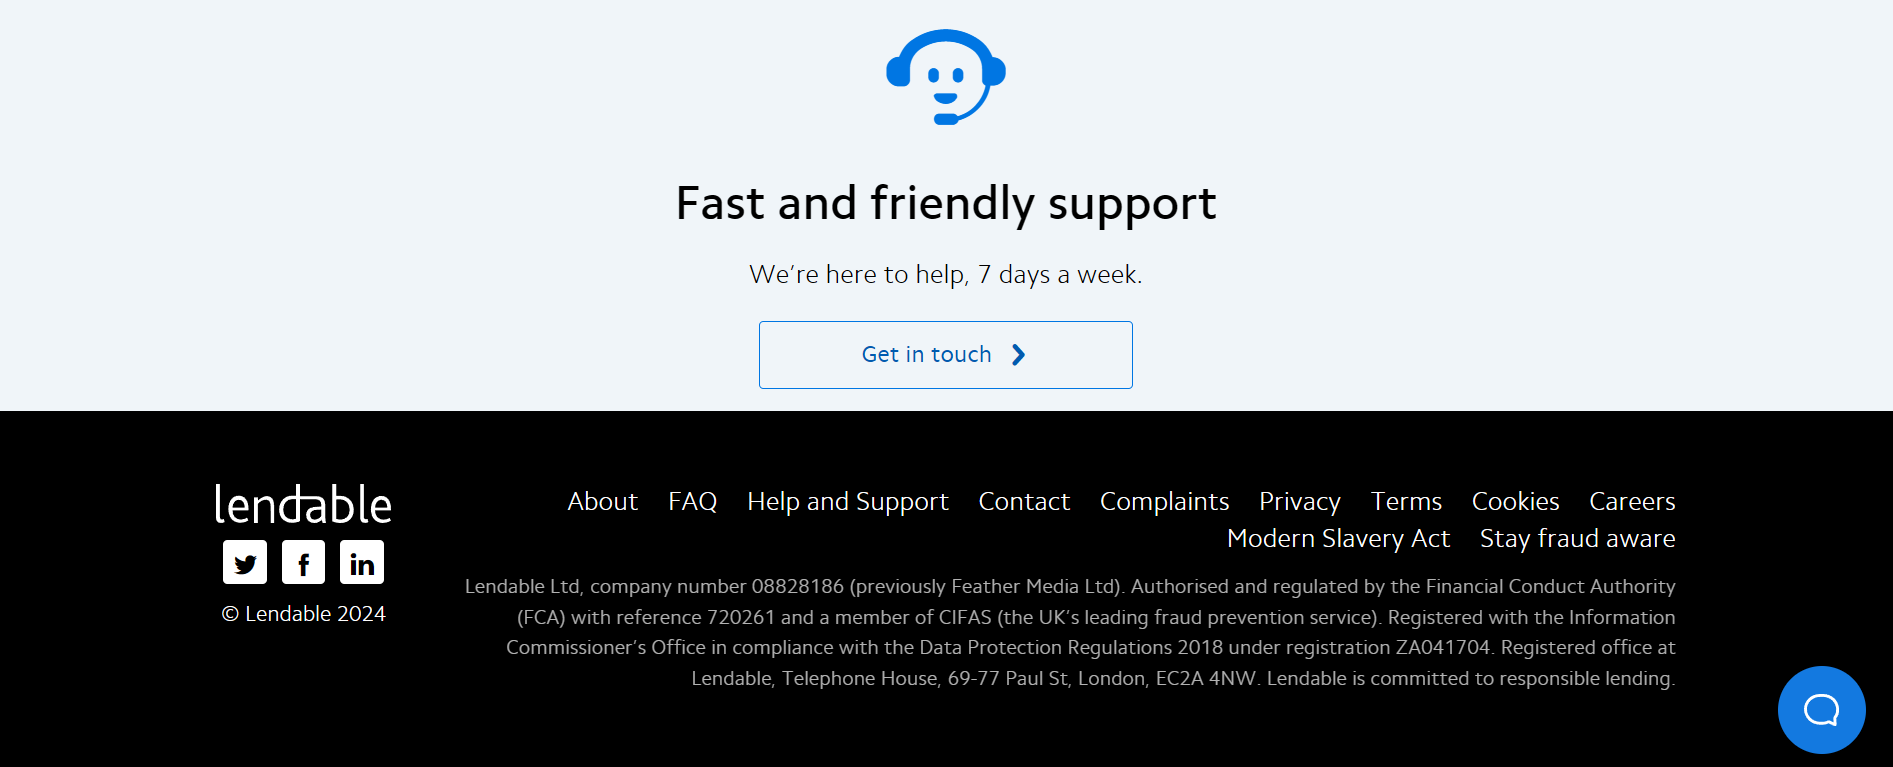 Fast and friendly support
We’re here to help, 7 days a week.
Get in touch
lendable
© Lendable 2024
About FAQ Help and Support Contact Complaints Privacy Terms Cookies Careers
Modern Slavery Act Stay fraud aware
Lendable Ltd, company number 08828186 (previously Feather Media Ltd). Authorised and regulated by the Financial Conduct Authority
(FCA) with reference 720261 and a member of CIFAS (the UK’s leading fraud prevention service). Registered with the Information
Commissioner’s Office in compliance with the Data Protection Regulations 2018 under registration ZA041704. Registered office at
Lendable, Telephone House, 69-77 Paul St, London, EC2A 4NW. Lendable is committed to responsible lending.